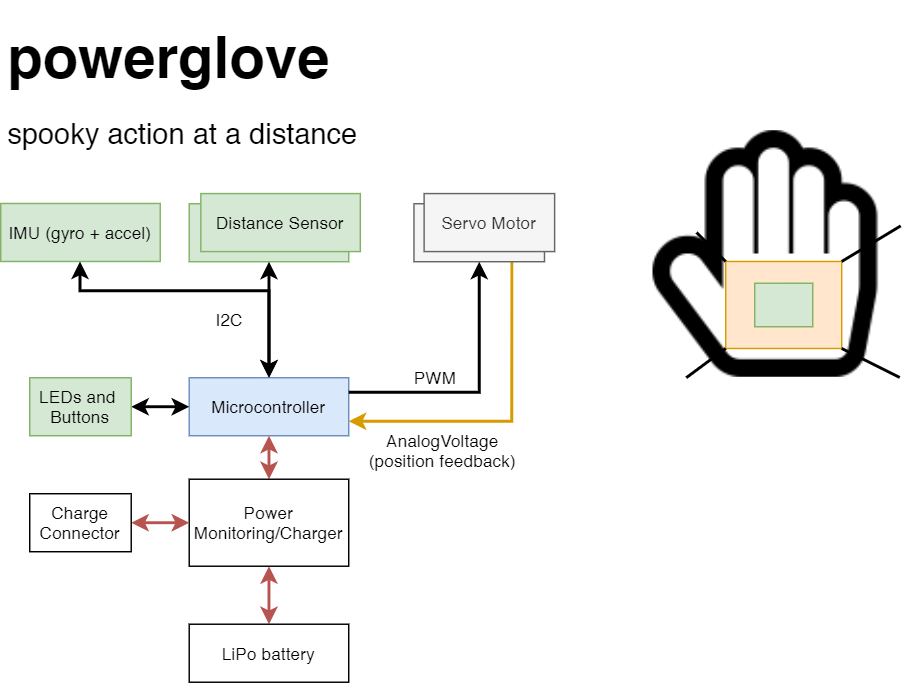 powerglove
spooky action at a distance
IMU (gyro + accel)
Distance Sensor
Servo Motor
I2C
PWM
LEDs and
Buttons
Microcontroller
AnalogVoltage
(position feedback)
Charge
Connector
Power
Monitoring/Charger
LiPo battery